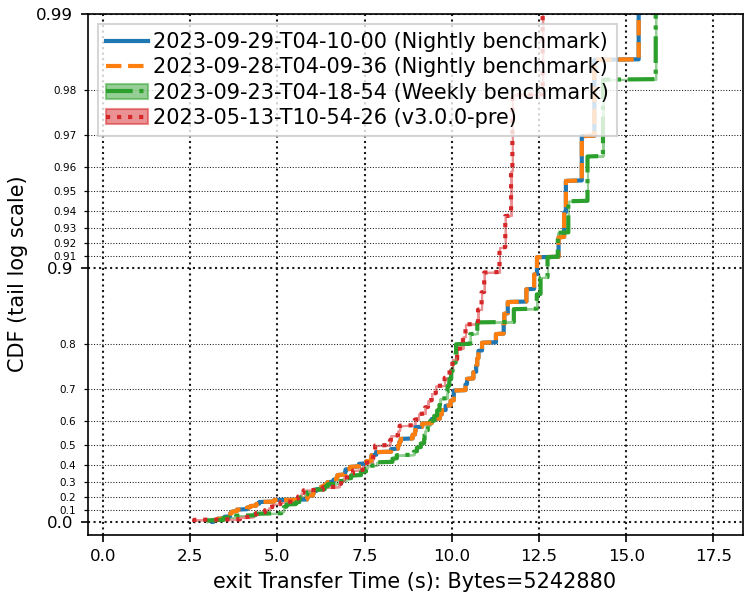 0.99
2023-09-29-T04-10-00 (Nightly benchmark)
2023-09-28-T04-09-36 (Nightly benchmark)
2023-09-23-T04-18-54 (Weekly benchmark)
2023-05-13-T10-54-26 (v3.0.0-pre)
0.98
0.97
0.96
0.95
0.94
0.93
0.92
0.91
0.9
0.8
0.7
0.6
0.5
0.4
0.3
0.2
0.1
0.0
CDF (tail log scale)
0.0 2.5 5.0 7.5 10.0 12.5 15.0 17.5
exit Transfer Time (s): Bytes=5242880